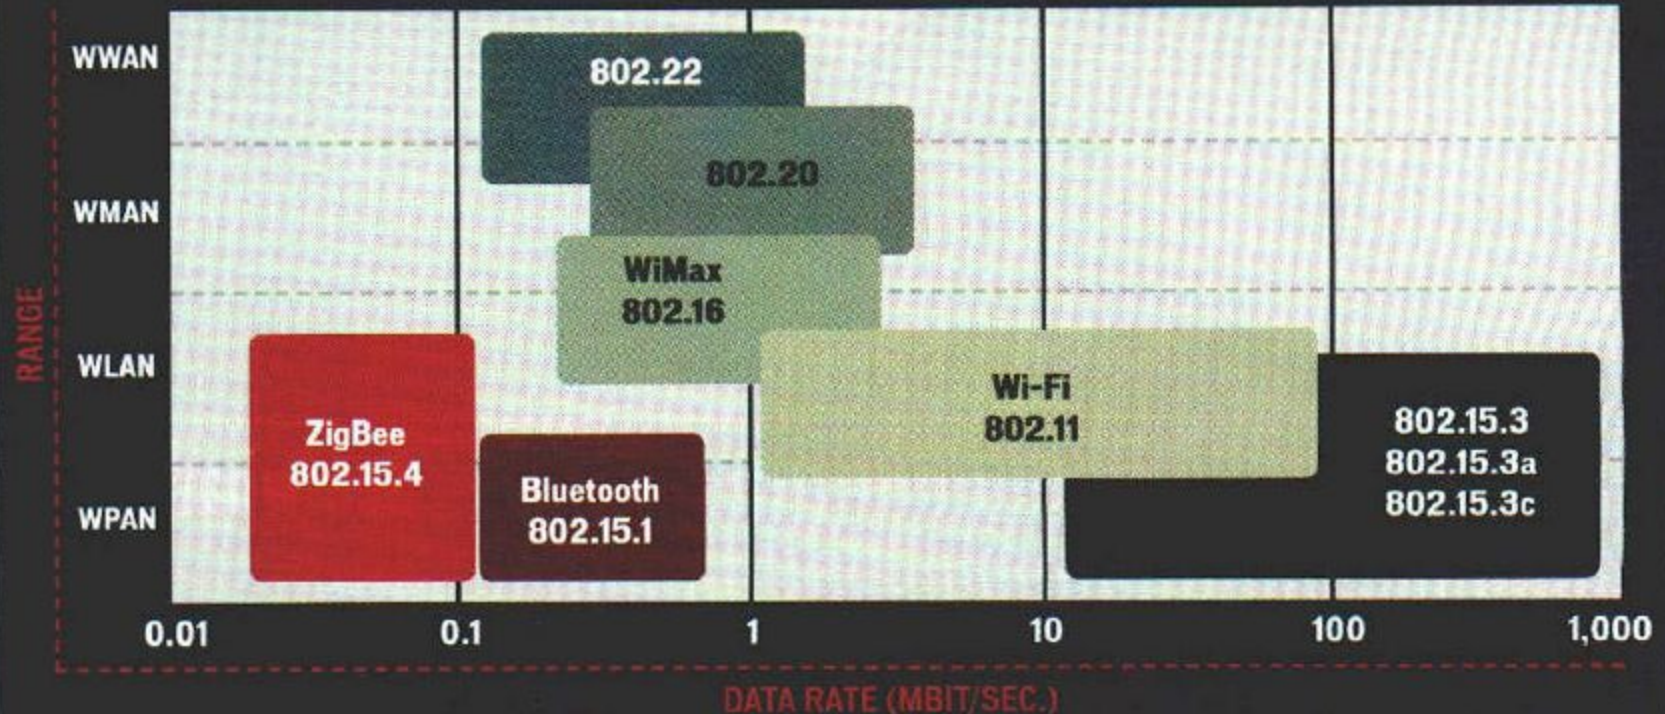 WWAN
WMAN
WLAN
WPAN
RANGE
802.22
802.20
WiMax
802.16
Wi-Fi
802.11
802.15.3
802.15.3a
802.15.3c
ZigBee
802.15.4
Bluetooth
802.15.1
0.01 0.1 1 10 100 1,000
DATA RATE (MBIT/SEC.)